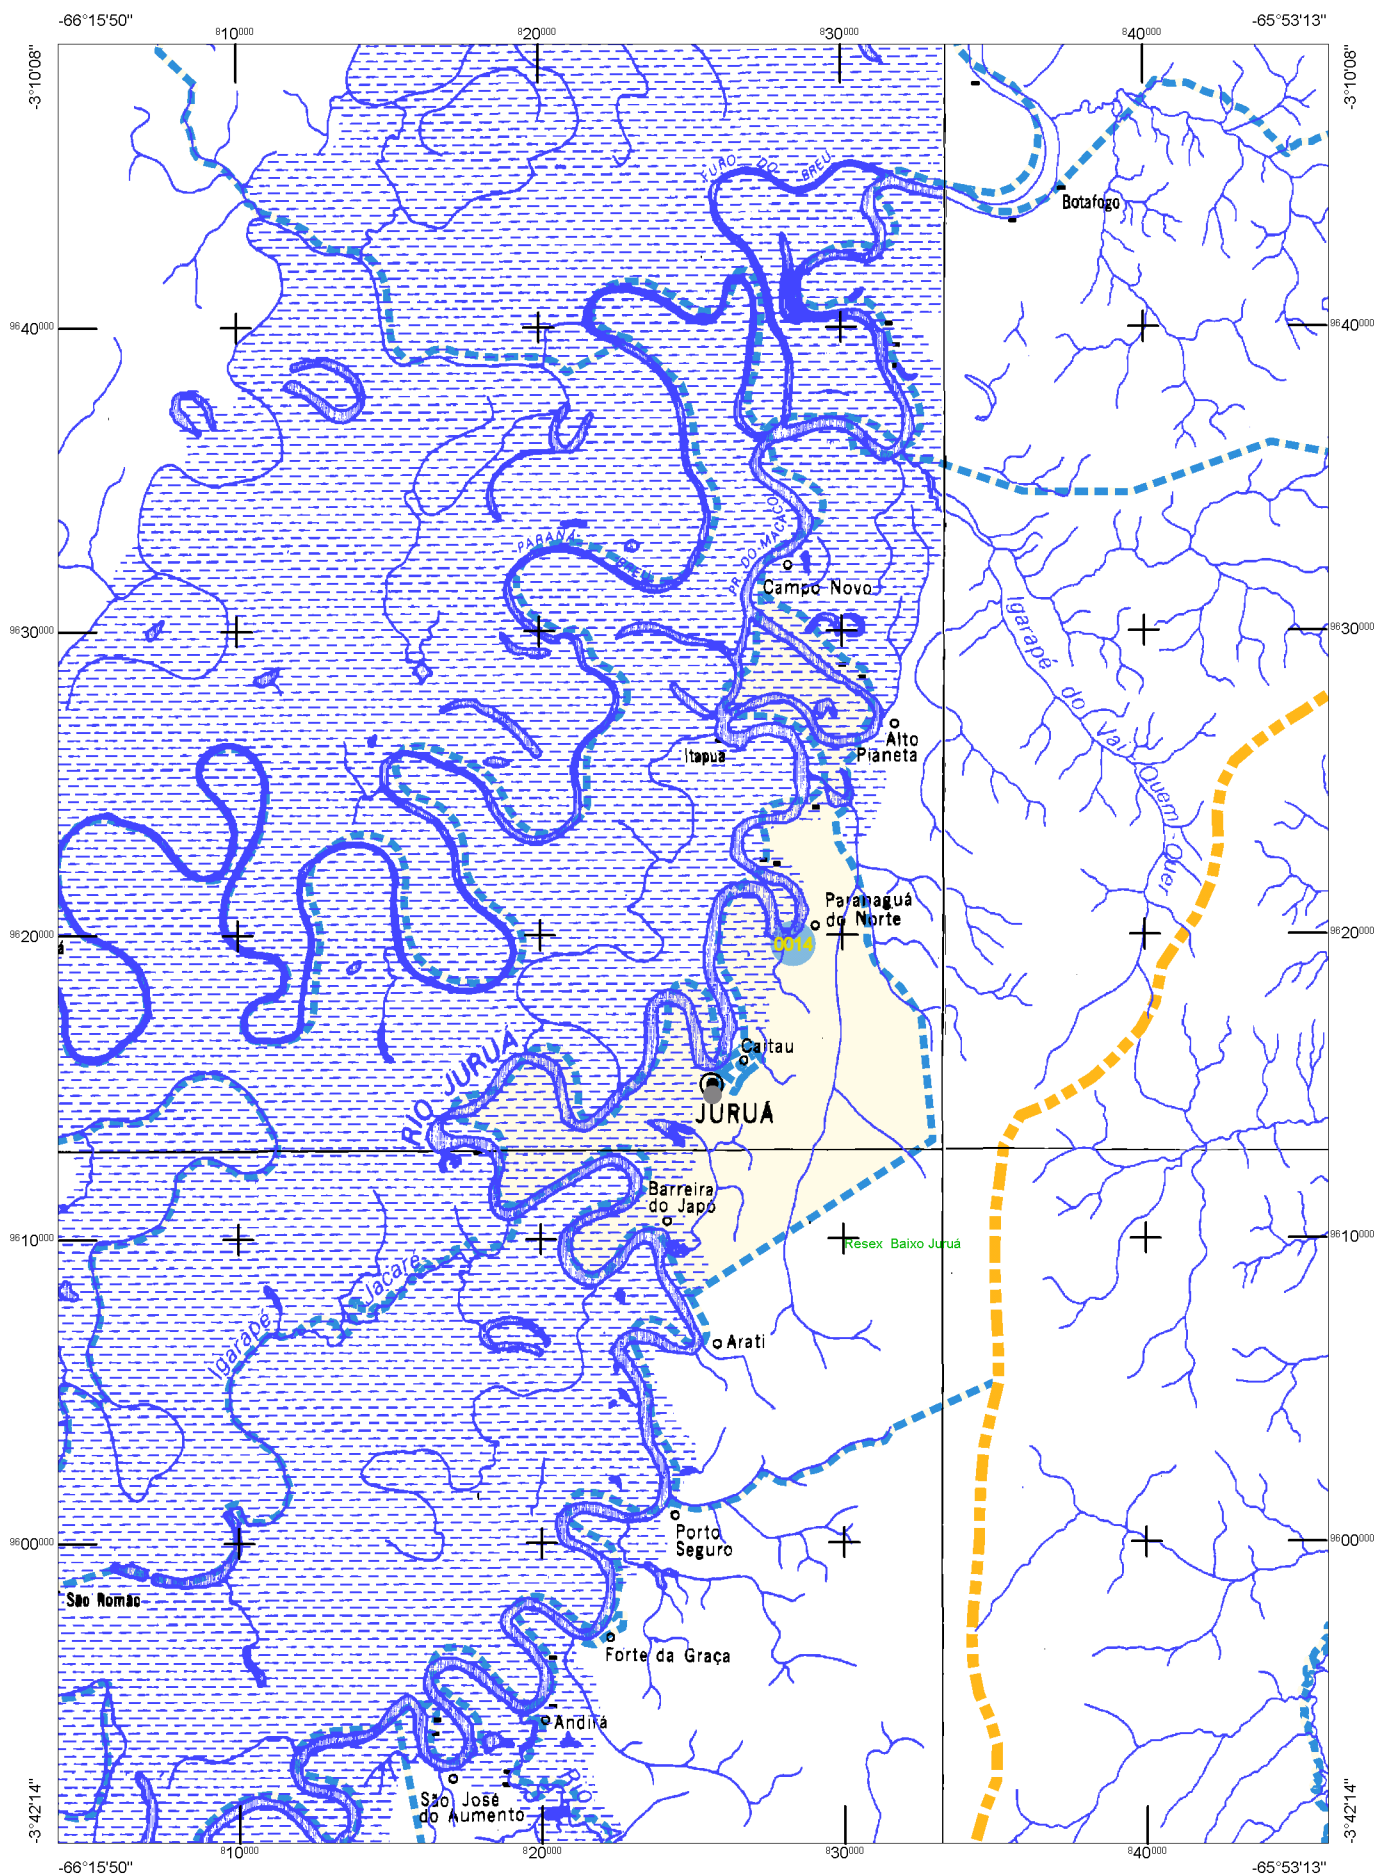 -66°15'50"
-65°53'13"
810000
820000
830000
840000
-3°10'08"
-3°10'08"
FURO DO BREU
Botafogo
9640000
9640000
PARANÁ
BREU
PR. DO MACACO
Campo Novo
Igarapé do Vai Quem Quer
9630000
9630000
Itapuá
Alto
Pianeta
Paranaguá
do Norte
9620000
9620000
0014
RIO JURUÁ
Caitau
JURUÁ
Barreira
do Japó
9610000
9610000
Resex Baixo Juruá
Igarapé Jacaré
Arati
Porto
Seguro
9600000
9600000
São Romão
Forte da Graça
Andirá
São José
do Aumento
RIO
-3°42'14"
-3°42'14"
810000
820000
830000
840000
-66°15'50"
-65°53'13"